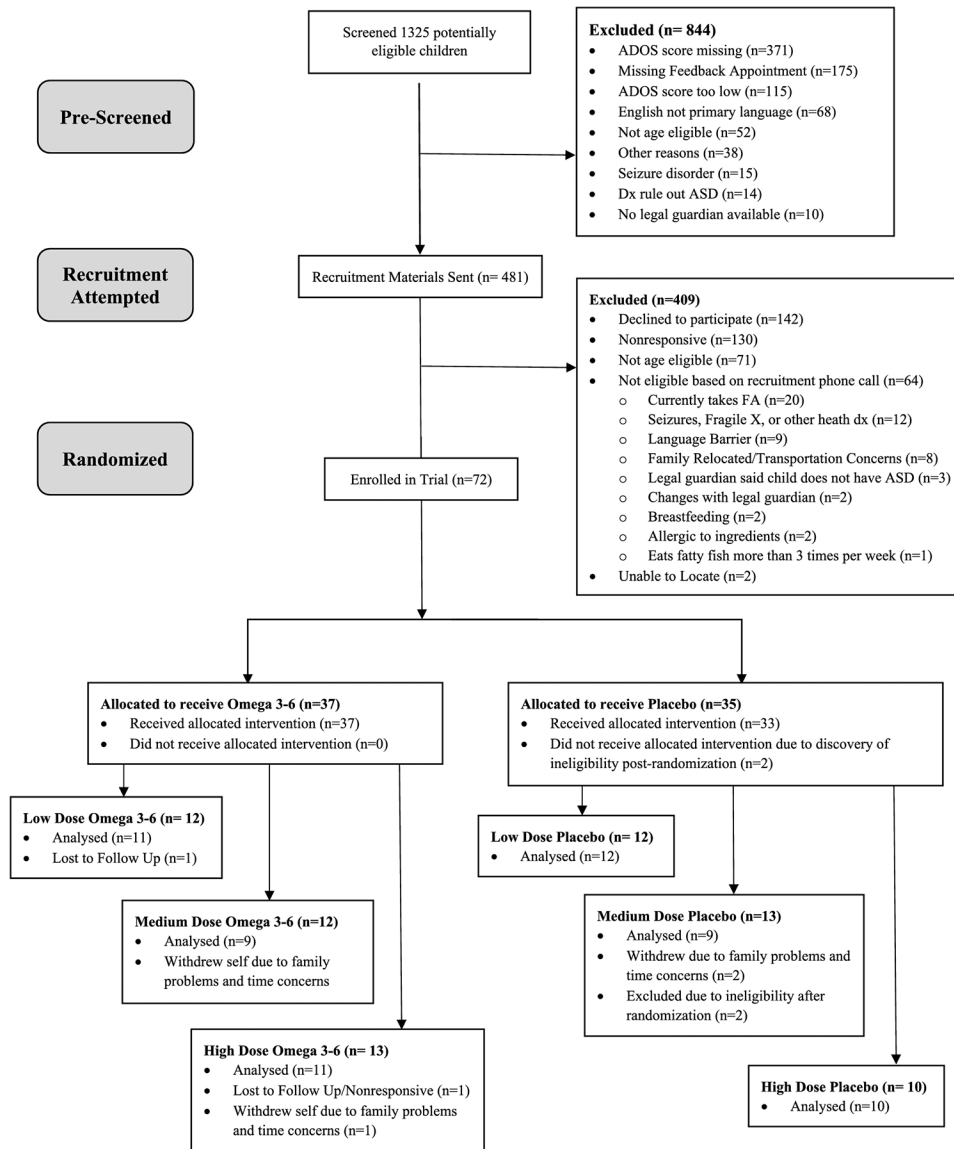 Screened 1325 potentially
eligible children
Excluded (n= 844)
• ADOS score missing (n=371)
• Missing Feedback Appointment (n=175)
• ADOS score too low (n=115)
• English not primary language (n=68)
• Not age eligible (n=52)
• Other reasons (n=38)
• Seizure disorder (n=15)
• Dx rule out ASD (n=14)
• No legal guardian available (n=10)
Pre-Screened
Recruitment
Attempted
Recruitment Materials Sent (n= 481)
Excluded (n=409)
• Declined to participate (n=142)
• Nonresponsive (n=130)
• Not age eligible (n=71)
• Not eligible based on recruitment phone call (n=64)
o Currently takes FA (n=20)
o Seizures, Fragile X, or other heath dx (n=12)
o Language Barrier (n=9)
o Family Relocated/Transportation Concerns (n=8)
o Legal guardian said child does not have ASD (n=3)
o Changes with legal guardian (n=2)
o Breastfeeding (n=2)
o Allergic to ingredients (n=2)
o Eats fatty fish more than 3 times per week (n=1)
• Unable to Locate (n=2)
Randomized
Enrolled in Trial (n=72)
Allocated to receive Omega 3-6 (n=37)
• Received allocated intervention (n=37)
• Did not receive allocated intervention (n=0)
Allocated to receive Placebo (n=35)
• Received allocated intervention (n=33)
• Did not receive allocated intervention due to discovery of
ineligibility post-randomization (n=2)
Low Dose Omega 3-6 (n= 12)
• Analysed (n=11)
• Lost to Follow Up (n=1)
Low Dose Placebo (n= 12)
• Analysed (n=12)
Medium Dose Omega 3-6 (n=12)
• Analysed (n=9)
• Withdrew self due to family
problems and time concerns
Medium Dose Placebo (n=13)
• Analysed (n=9)
• Withdrew due to family problems and
time concerns (n=2)
• Excluded due to ineligibility after
randomization (n=2)
High Dose Omega 3-6 (n= 13)
• Analysed (n=11)
• Lost to Follow Up/Nonresponsive (n=1)
• Withdrew self due to family problems
and time concerns (n=1)
High Dose Placebo (n= 10)
• Analysed (n=10)